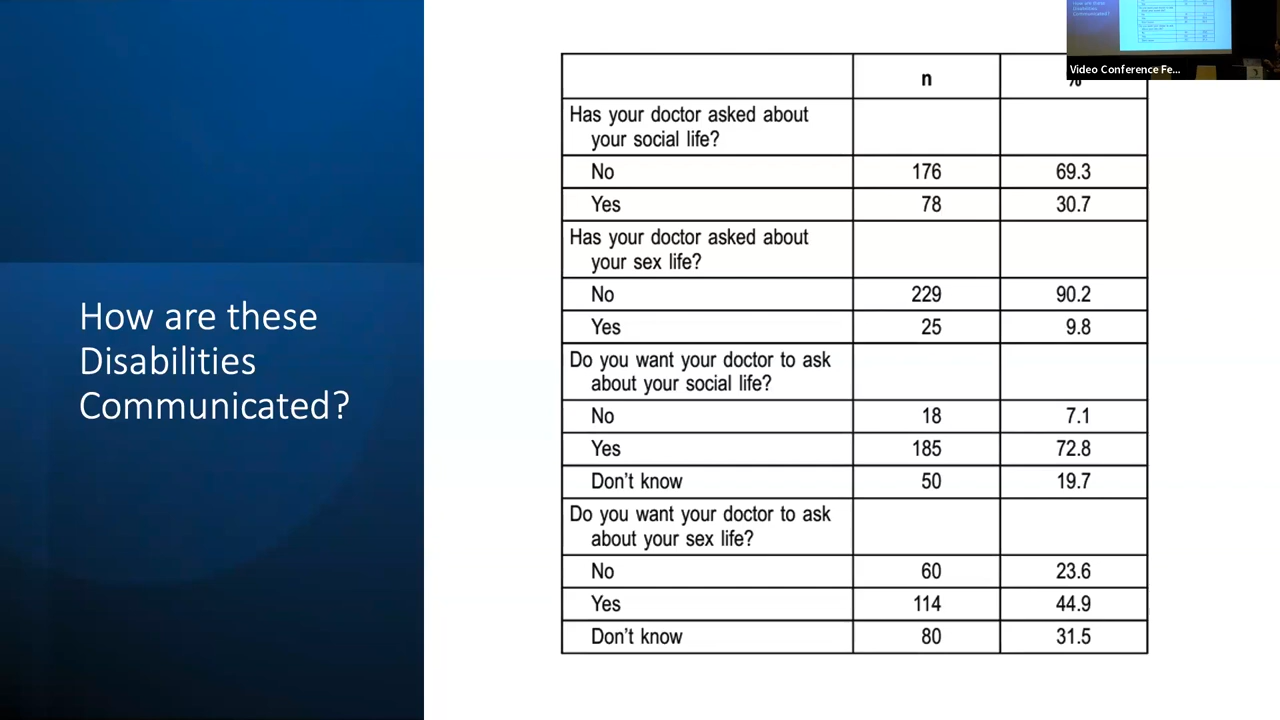 How are these
Disabilities
Communicated?
Video Conference Fe...
n %
Has your doctor asked about
your social life?
No 176 69.3
Yes 78 30.7
Has your doctor asked about
your sex life?
No 229 90.2
Yes 25 9.8
Do you want your doctor to ask
about your social life?
No 18 7.1
Yes 185 72.8
Don't know 50 19.7
Do you want your doctor to ask
about your sex life?
No 60 23.6
Yes 114 44.9
Don't know 80 31.5